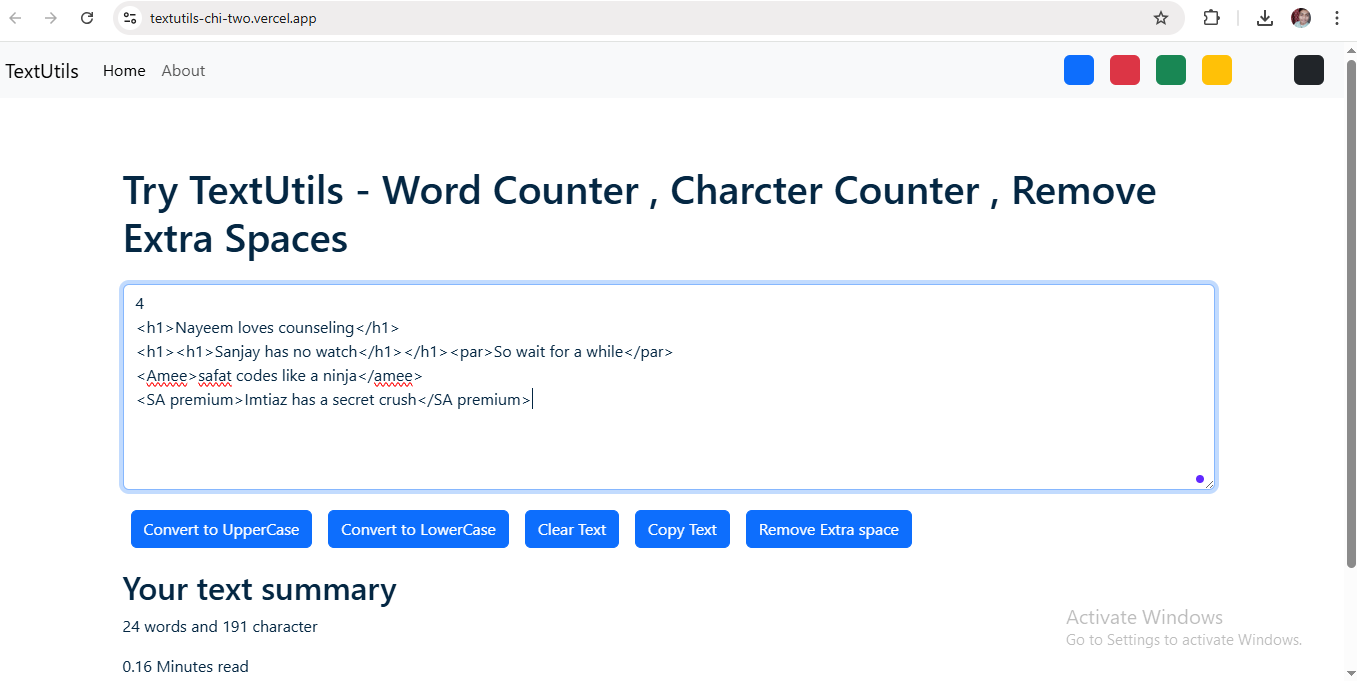 textutils-chi-two.vercel.app
TextUtils Home About
Try TextUtils - Word Counter , Charcter Counter , Remove
Extra Spaces
4
<h1>Nayeem loves counseling</h1>
<h1><h1>Sanjay has no watch</h1></h1><par>So wait for a while</par>
<Amee>safat codes like a ninja</amee>
<SA premium>Imtiaz has a secret crush</SA premium>
Convert to UpperCase Convert to LowerCase Clear Text Copy Text Remove Extra space
Your text summary
24 words and 191 character
0.16 Minutes read
Activate Windows
Go to Settings to activate Windows.